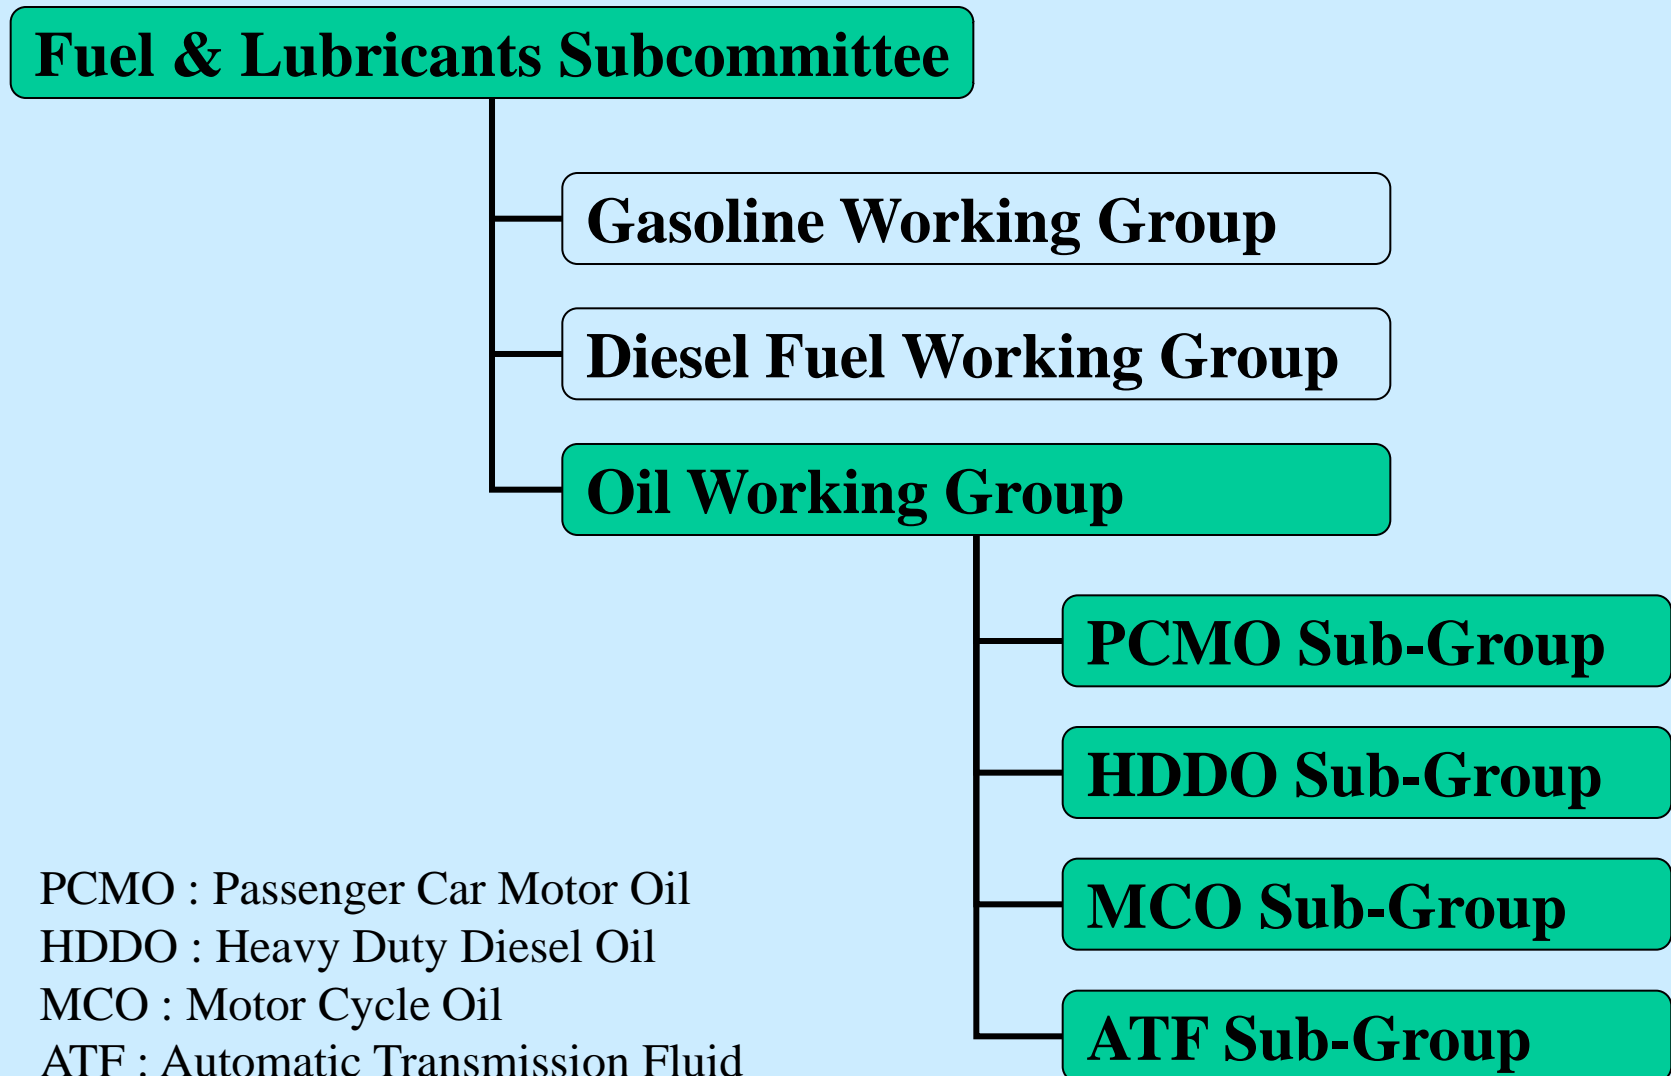 Fuel & Lubricants Subcommittee
Gasoline Working Group
Diesel Fuel Working Group
Oil Working Group
PCMO Sub-Group
HDDO Sub-Group
MCO Sub-Group
ATF Sub-Group
PCMO : Passenger Car Motor Oil
HDDO : Heavy Duty Diesel Oil
MCO : Motor Cycle Oil
ATF : Automatic Transmission Fluid